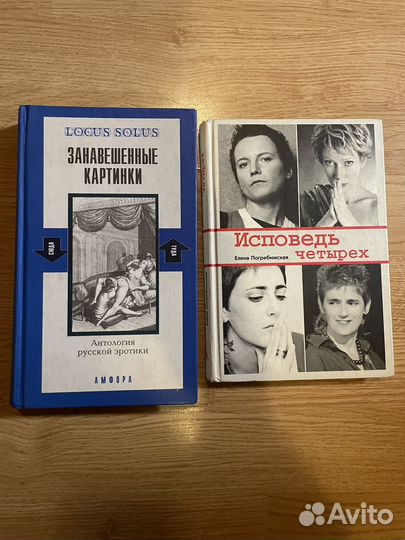 LOCUS SOLUS
ЗАНАВЕШЕННЫЕ
КАРТИНКИ
СЮДА
ТУДА
Антология
русской эротики
АМФОРА
ИСПОВЕДЬ
четырех
Елена Погребижская
Avito